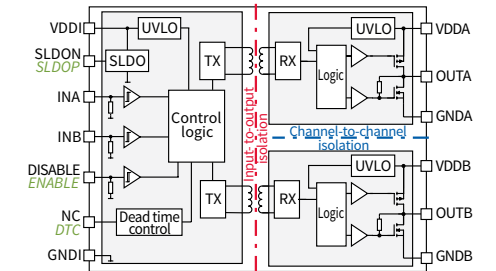 VDDI
UVLO
SLDON
SLDOP
SLDO
INA
INB
DISABLE
ENABLE
NC
DTC
GNDI
Control
logic
Dead time
control
TX
TX
Input-to-output
isolation
RX
UVLO
Logic
VDDA
OUTA
GNDA
Channel-to-channel
isolation
RX
UVLO
Logic
VDDB
OUTB
GNDB